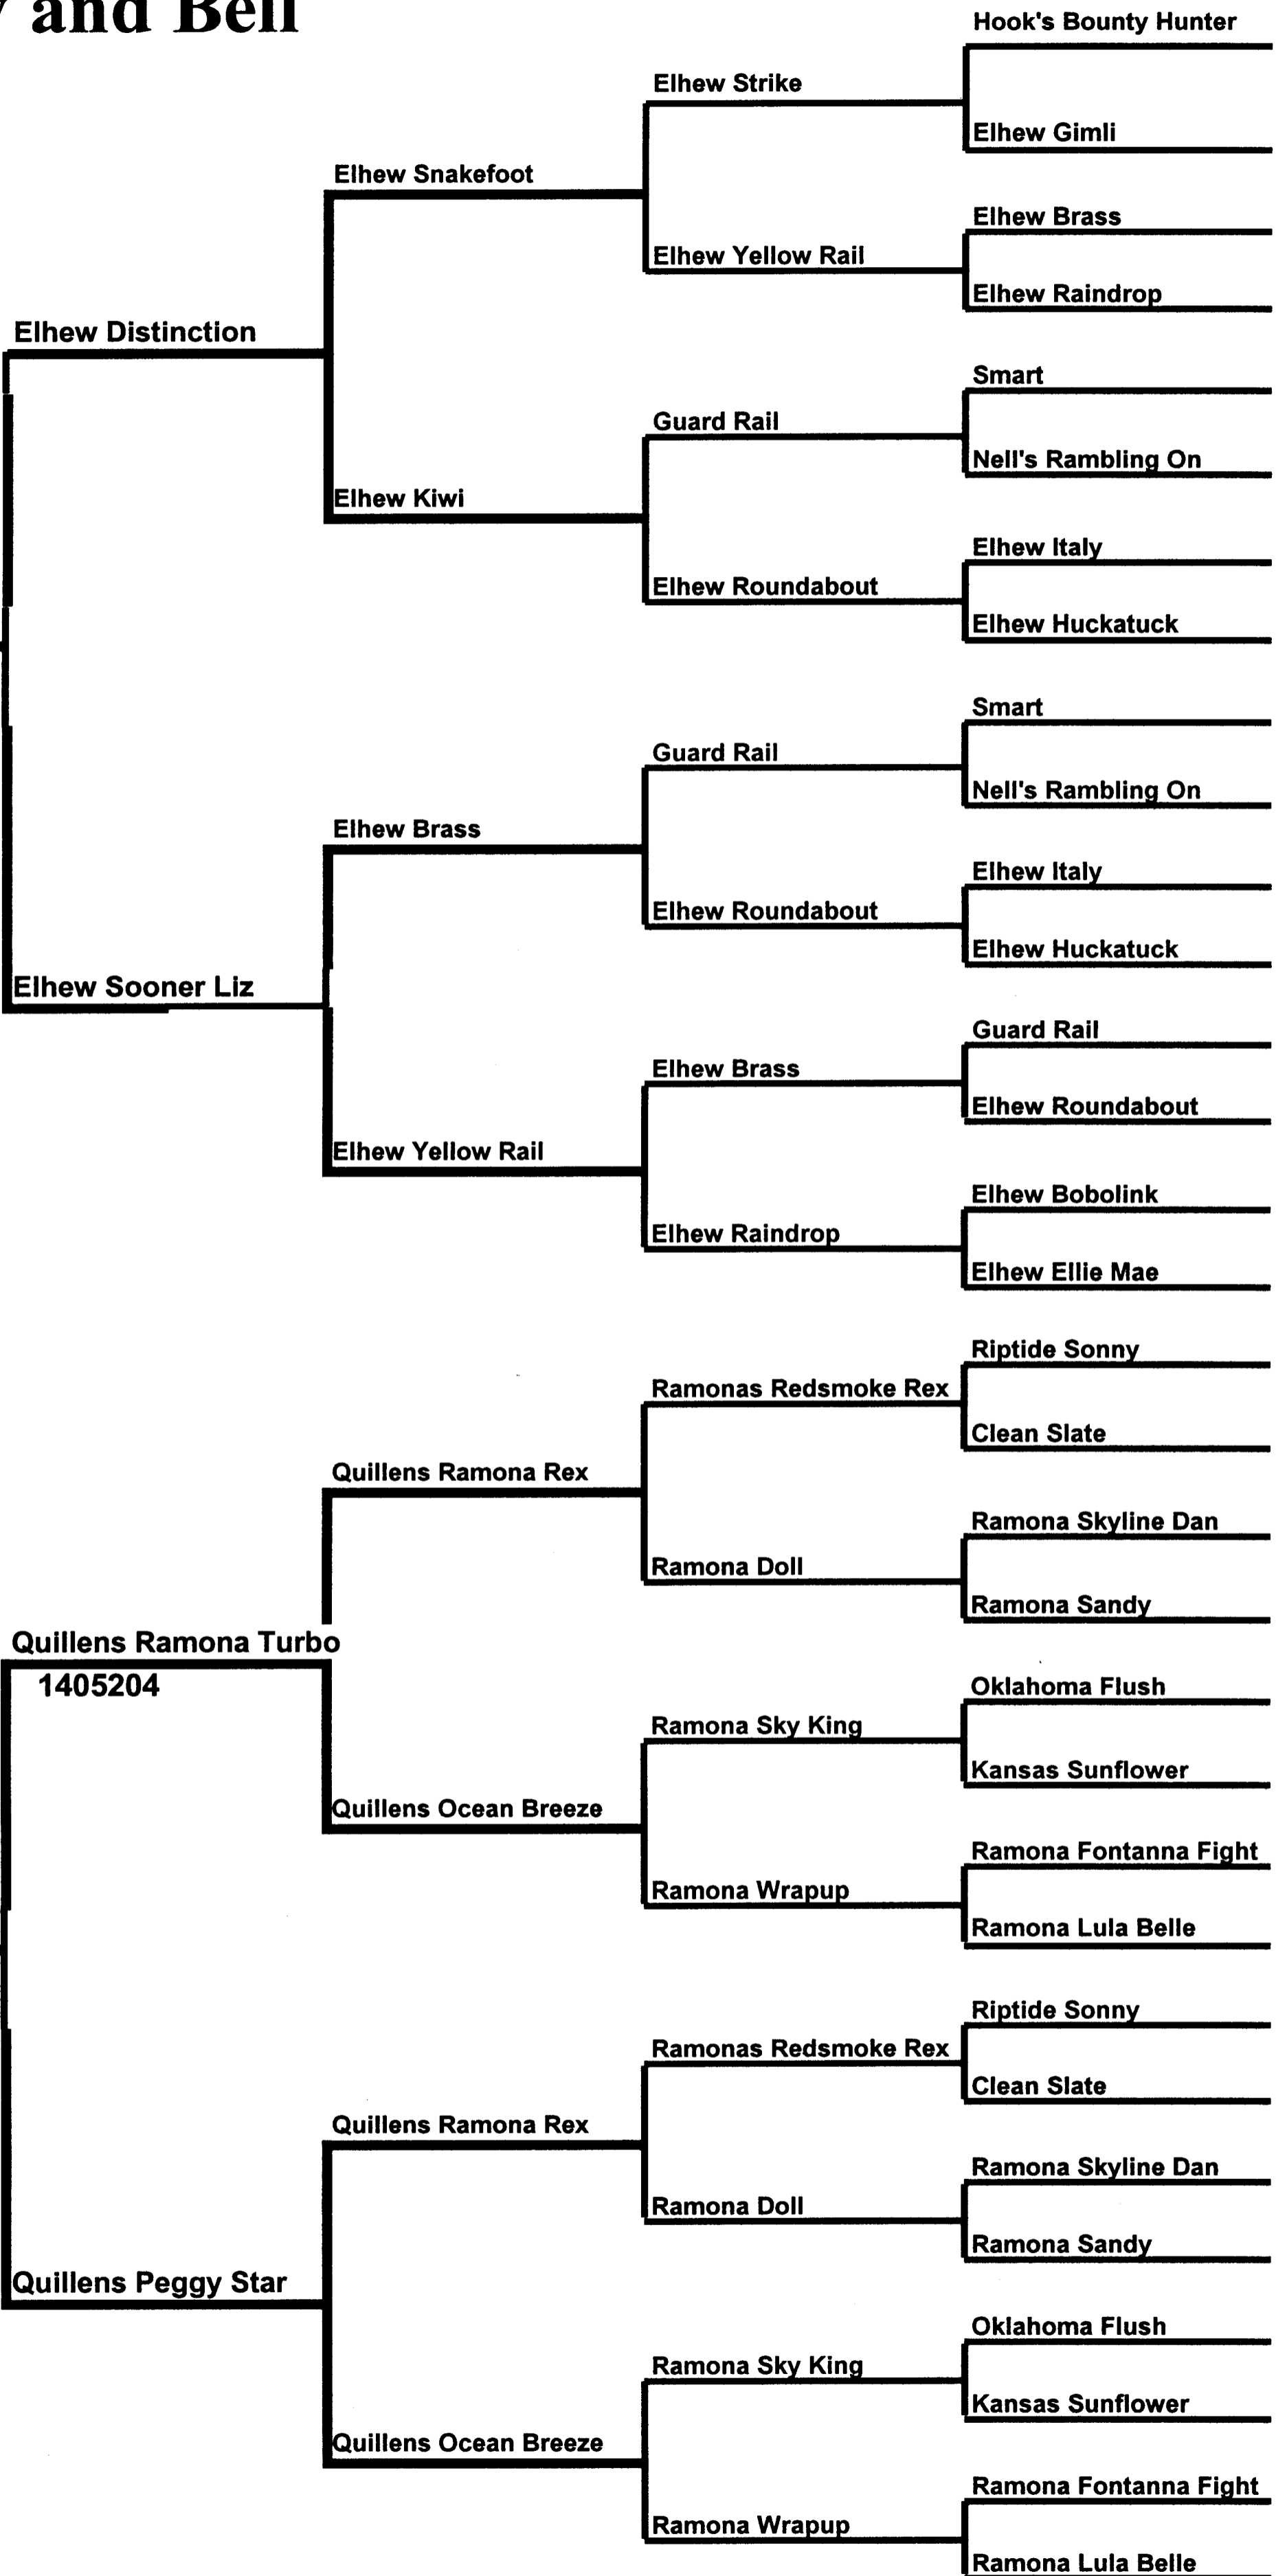 and Bell
Hook's Bounty Hunter
Elhew Strike
Elhew Gimli
Elhew Snakefoot
Elhew Brass
Elhew Yellow Rail
Elhew Raindrop
Elhew Distinction
Smart
Guard Rail
Nell's Rambling On
Elhew Kiwi
Elhew Italy
Elhew Roundabout
Elhew Huckatuck
Smart
Guard Rail
Nell's Rambling On
Elhew Brass
Elhew Italy
Elhew Roundabout
Elhew Huckatuck
Elhew Sooner Liz
Guard Rail
Elhew Brass
Elhew Roundabout
Elhew Yellow Rail
Elhew Bobolink
Elhew Raindrop
Elhew Ellie Mae
Riptide Sonny
Ramonas Redsmoke Rex
Clean Slate
Quillens Ramona Rex
Ramona Skyline Dan
Ramona Doll
Ramona Sandy
Quillens Ramona Turbo
1405204
Oklahoma Flush
Ramona Sky King
Kansas Sunflower
Quillens Ocean Breeze
Ramona Fontanna Fight
Ramona Wrapup
Ramona Lula Belle
Riptide Sonny
Ramonas Redsmoke Rex
Clean Slate
Quillens Ramona Rex
Ramona Skyline Dan
Ramona Doll
Ramona Sandy
Quillens Peggy Star
Oklahoma Flush
Ramona Sky King
Kansas Sunflower
Quillens Ocean Breeze
Ramona Fontanna Fight
Ramona Wrapup
Ramona Lula Belle